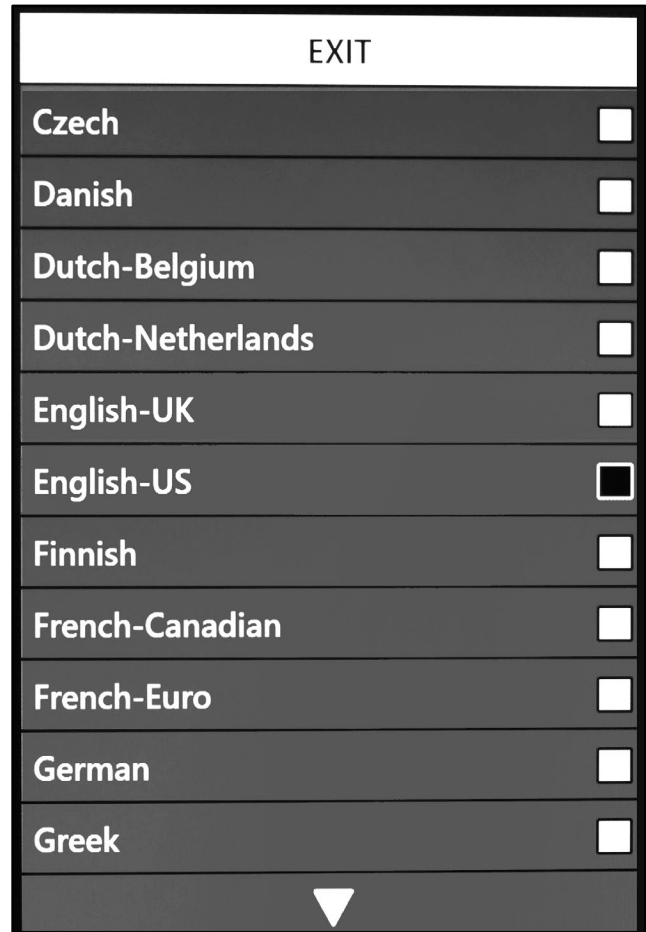 EXIT
Czech
Danish
Dutch-Belgium
Dutch-Netherlands
English-UK
English-US
Finnish
French-Canadian
French-Euro
German
Greek